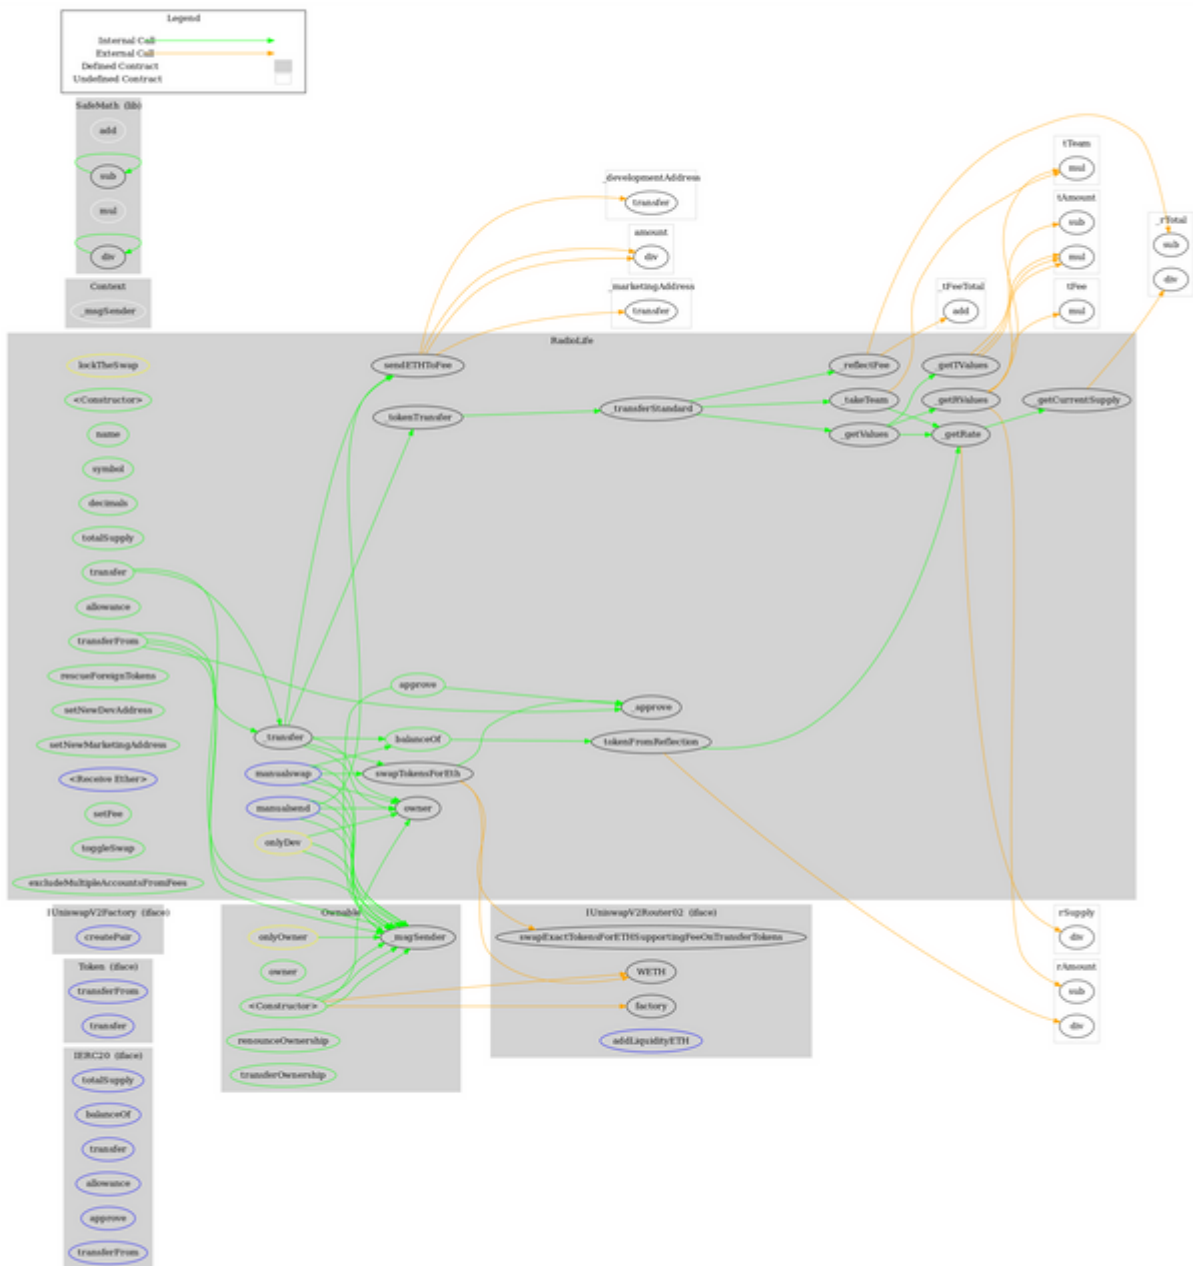 Legend
Internal Call
External Call
Defined Contract
Undefined Contract
SafeMath (lib)
add
sub
mul
div
Context
_msgSender
_developmentAddress
transfer
amount
div
_marketingAddress
transfer
_tFeeTotal
add
tTeam
mul
tAmount
sub
mul
tFee
mul
_rTotal
sub
div
RadioLife
lockTheSwap
<Constructor>
name
symbol
decimals
totalSupply
transfer
allowance
transferFrom
rescueForeignTokens
setNewDevAddress
setNewMarketingAddress
<Receive Ether>
setFee
toggleSwap
excludeMultipleAccountsFromFees
_transfer
manualswap
manualsend
onlyDev
sendETHToFee
_tokenTransfer
approve
balanceOf
swapTokensForEth
owner
_transferStandard
_approve
tokenFromReflection
_reflectFee
_takeTeam
_getValues
_getTValues
_getRValues
_getRate
_getCurrentSupply
IUniswapV2Factory (iface)
createPair
Token (iface)
transferFrom
transfer
IERC20 (iface)
totalSupply
balanceOf
transfer
allowance
approve
transferFrom
Ownable
onlyOwner
owner
<Constructor>
renounceOwnership
transferOwnership
_msgSender
IUniswapV2Router02 (iface)
swapExactTokensForETHSupportingFeeOnTransferTokens
WETH
factory
addLiquidityETH
rSupply
div
rAmount
sub
div